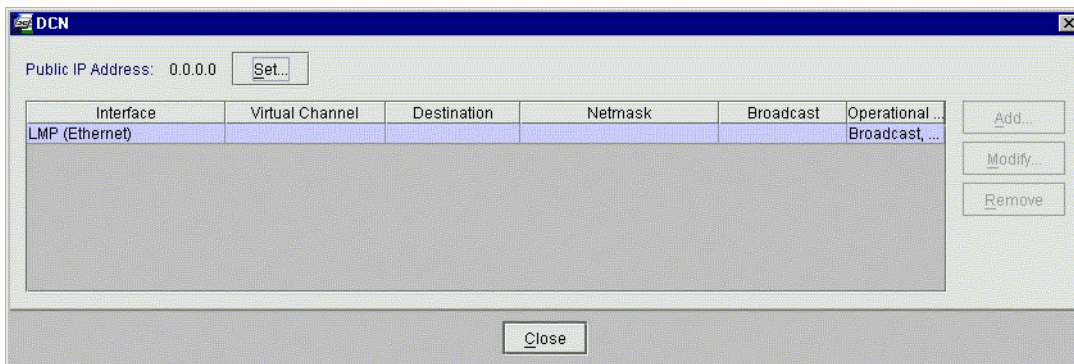 DCN
Public IP Address: 0.0.0.0 Set...
Interface Virtual Channel Destination Netmask Broadcast Operational ...
LMP (Ethernet) Broadcast, ...
Add...
Modify...
Remove
Close